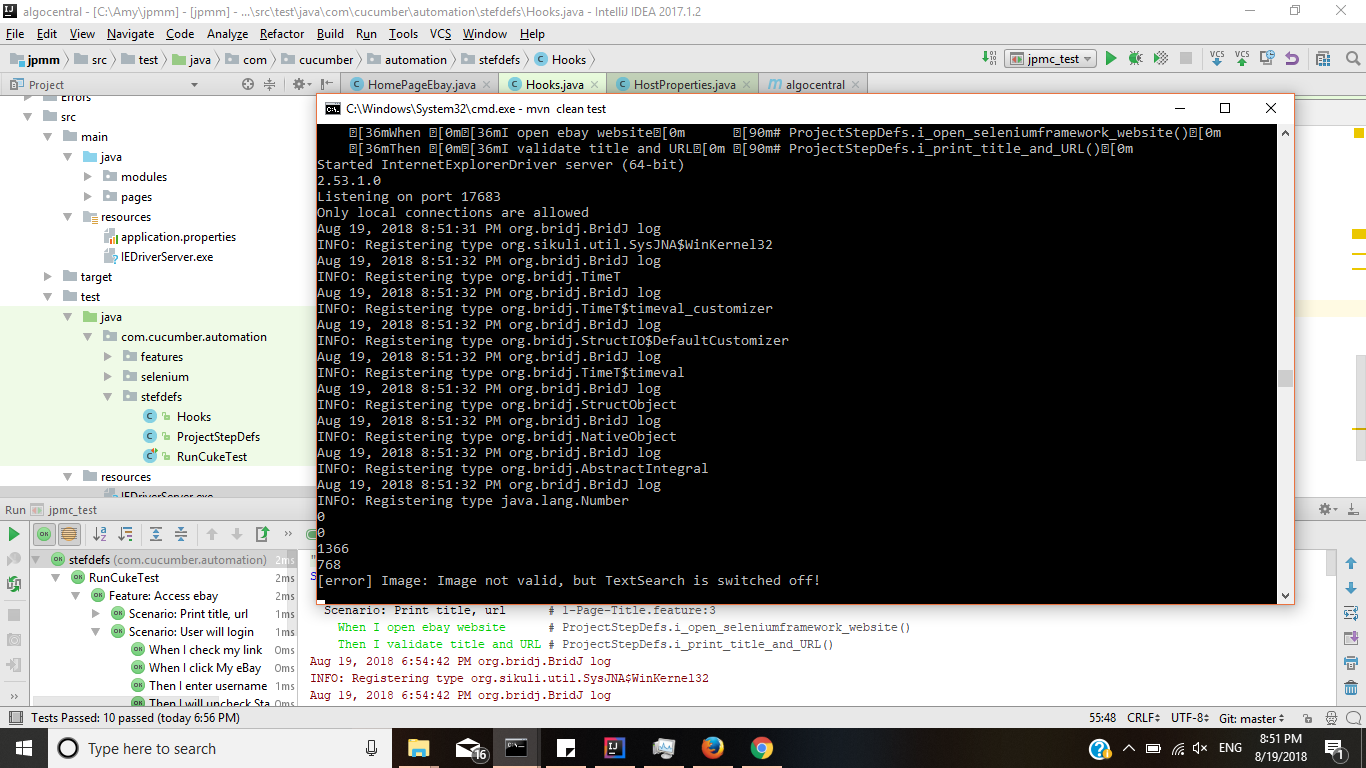 algocentral - [C:\Amy\jpmm] - [jpmm] - ...\src\test\java\com\cucumber\automation\stefdefs\Hooks.java - IntelliJ IDEA 2017.1.2
File Edit View Navigate Code Analyze Refactor Build Run Tools VCS Window Help
jpmm src test java com cucumber automation stefdefs Hooks jpmc_test VCS VCS
Project HomePageEbay.java Hooks.java HostProperties.java algocentral
Errors
src
main
java
modules
pages
resources
application.properties
IEDriverServer.exe
target
test
java
com.cucumber.automation
features
selenium
stefdefs
Hooks
ProjectStepDefs
RunCukeTest
resources
IEDriverServer.exe
C:\Windows\System32\cmd.exe - mvn clean test
[36mWhen [0m[36mI open ebay website[0m [90m# ProjectStepDefs.i_open_seleniumframework_website()[0m
[36mThen [0m[36mI validate title and URL[0m [90m# ProjectStepDefs.i_print_title_and_URL()[0m
Started InternetExplorerDriver server (64-bit)
2.53.1.0
Listening on port 17683
Only local connections are allowed
Aug 19, 2018 8:51:31 PM org.bridj.BridJ log
INFO: Registering type org.sikuli.util.SysJNA$WinKernel32
Aug 19, 2018 8:51:32 PM org.bridj.BridJ log
INFO: Registering type org.bridj.TimeT
Aug 19, 2018 8:51:32 PM org.bridj.BridJ log
INFO: Registering type org.bridj.TimeT$timeval_customizer
Aug 19, 2018 8:51:32 PM org.bridj.BridJ log
INFO: Registering type org.bridj.StructIO$DefaultCustomizer
Aug 19, 2018 8:51:32 PM org.bridj.BridJ log
INFO: Registering type org.bridj.TimeT$timeval
Aug 19, 2018 8:51:32 PM org.bridj.BridJ log
INFO: Registering type org.bridj.StructObject
Aug 19, 2018 8:51:32 PM org.bridj.BridJ log
INFO: Registering type org.bridj.NativeObject
Aug 19, 2018 8:51:32 PM org.bridj.BridJ log
INFO: Registering type org.bridj.AbstractIntegral
Aug 19, 2018 8:51:32 PM org.bridj.BridJ log
INFO: Registering type java.lang.Number
0
0
1366
768
[error] Image: Image not valid, but TextSearch is switched off!
Run jpmc_test
stefdefs (com.cucumber.automation) 2ms
RunCukeTest 2ms
Feature: Access ebay 2ms
Scenario: Print title, url 1ms
Scenario: User will login 1ms
When I check my link 0ms
When I click My eBay 0ms
Then I enter username 1ms
Then I will uncheck Sta 0ms
Scenario: Print title, url # 1-Page-Title.feature:3
When I open ebay website # ProjectStepDefs.i_open_seleniumframework_website()
Then I validate title and URL # ProjectStepDefs.i_print_title_and_URL()
Aug 19, 2018 6:54:42 PM org.bridj.BridJ log
INFO: Registering type org.sikuli.util.SysJNA$WinKernel32
Aug 19, 2018 6:54:42 PM org.bridj.BridJ log
Tests Passed: 10 passed (today 6:56 PM) 55:48 CRLF UTF-8 Git: master
Type here to search 16 ENG 8:51 PM 8/19/2018 1